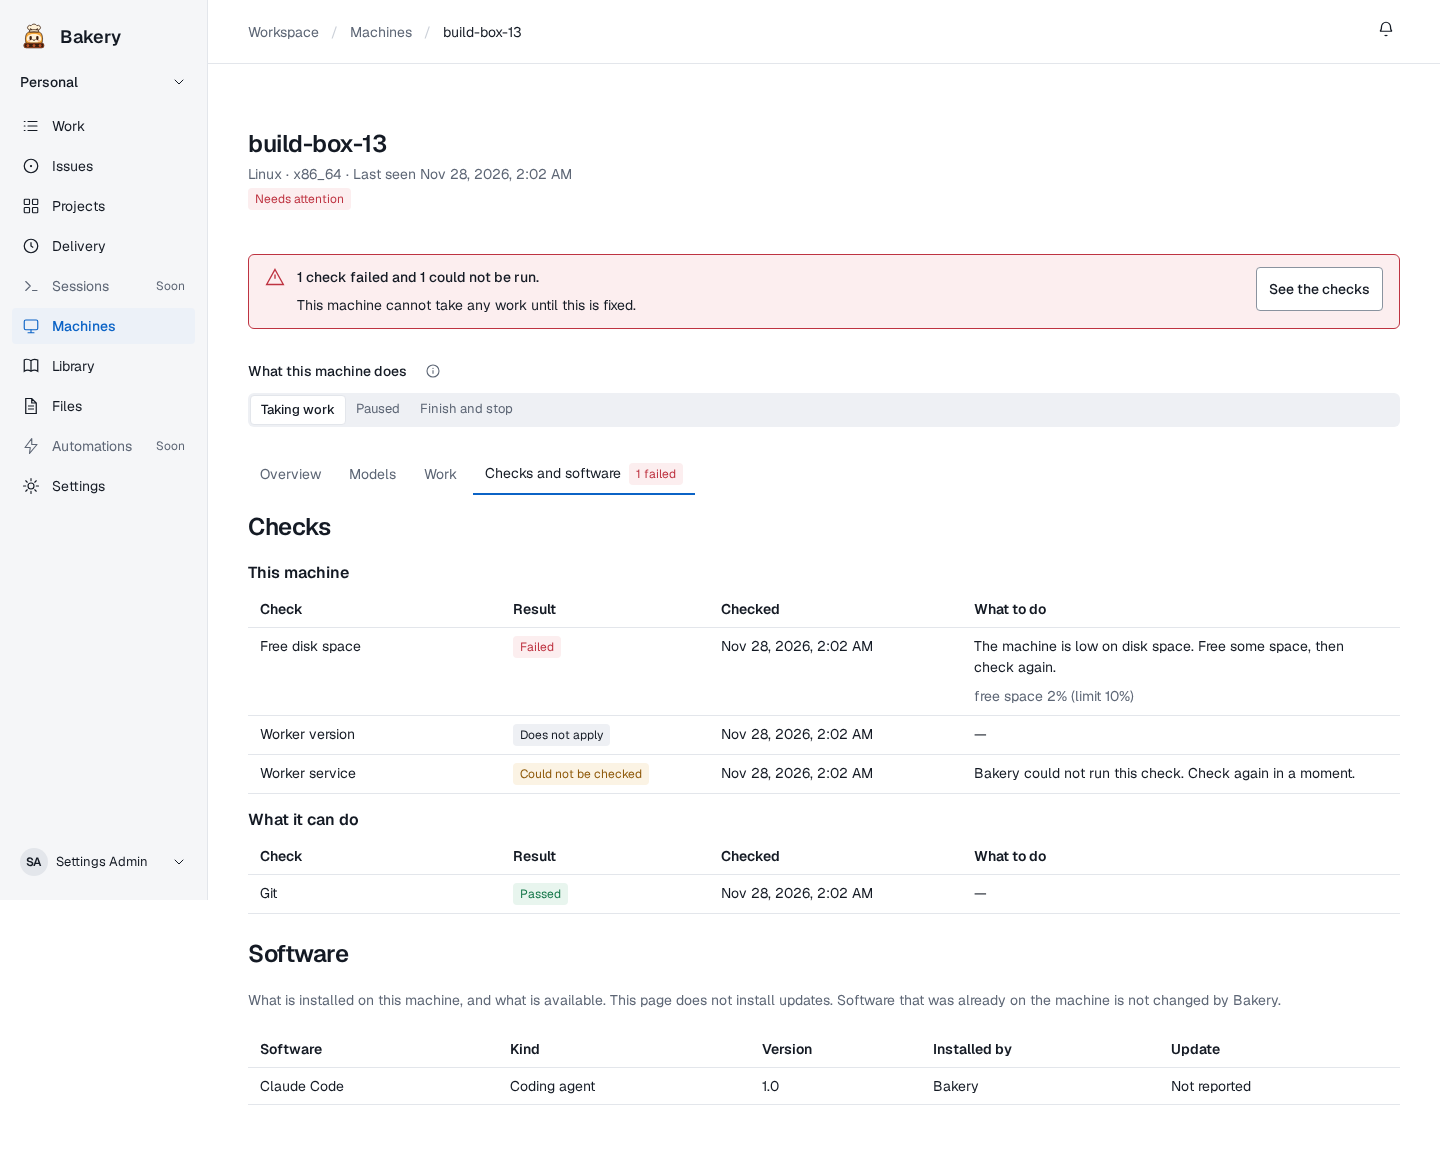 Bakery
Personal
Work
Issues
Projects
Delivery
Sessions Soon
Machines
Library
Files
Automations Soon
Settings
SA Settings Admin
Workspace / Machines / build-box-13
build-box-13
Linux · x86_64 · Last seen Nov 28, 2026, 2:02 AM
Needs attention
1 check failed and 1 could not be run.
This machine cannot take any work until this is fixed.
See the checks
What this machine does
Taking work Paused Finish and stop
Overview Models Work Checks and software 1 failed
Checks
This machine
Check Result Checked What to do
Free disk space Failed Nov 28, 2026, 2:02 AM The machine is low on disk space. Free some space, then
check again.
free space 2% (limit 10%)
Worker version Does not apply Nov 28, 2026, 2:02 AM —
Worker service Could not be checked Nov 28, 2026, 2:02 AM Bakery could not run this check. Check again in a moment.
What it can do
Check Result Checked What to do
Git Passed Nov 28, 2026, 2:02 AM —
Software
What is installed on this machine, and what is available. This page does not install updates. Software that was already on the machine is not changed by Bakery.
Software Kind Version Installed by Update
Claude Code Coding agent 1.0 Bakery Not reported